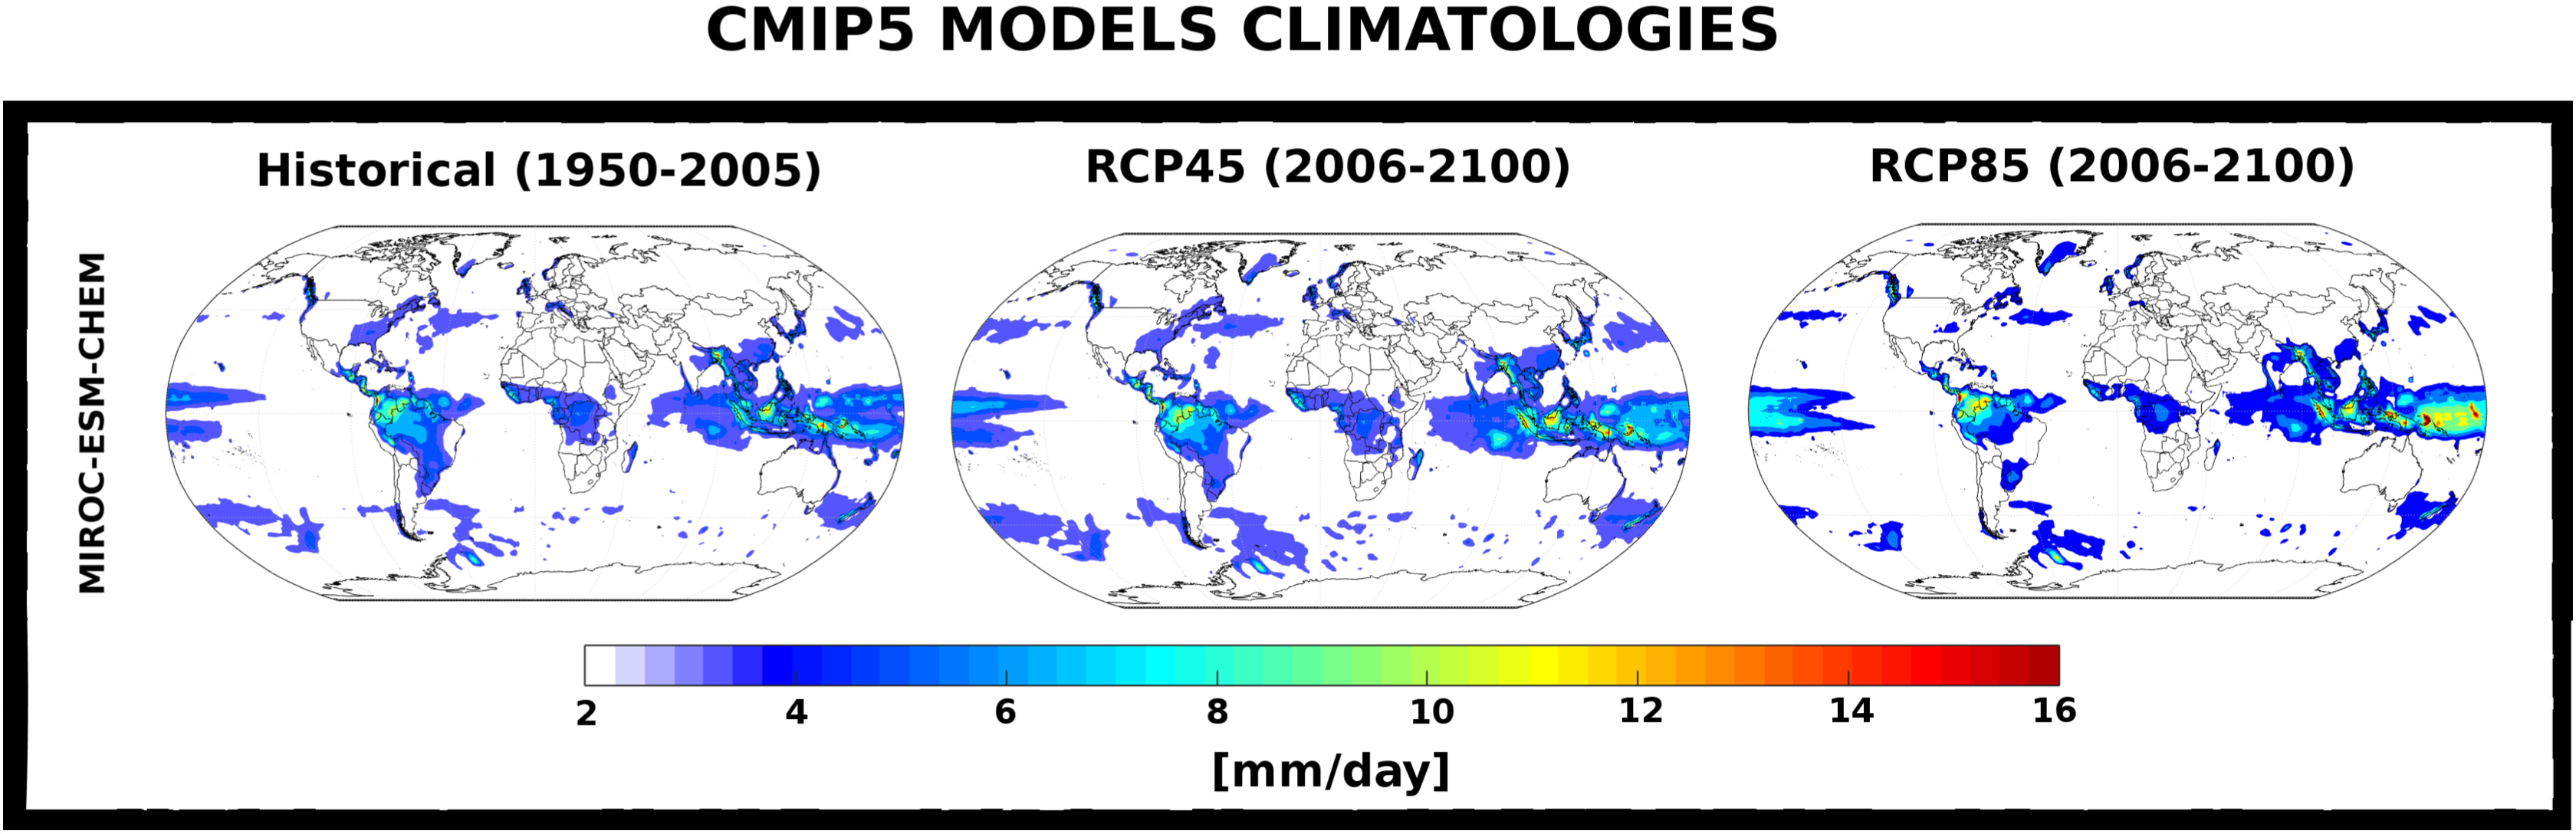 CMIP5 MODELS CLIMATOLOGIES
Historical (1950-2005)
RCP45 (2006-2100)
RCP85 (2006-2100)
MIROC-ESM-CHEM
2 4 6 8 10 12 14 16
[mm/day]